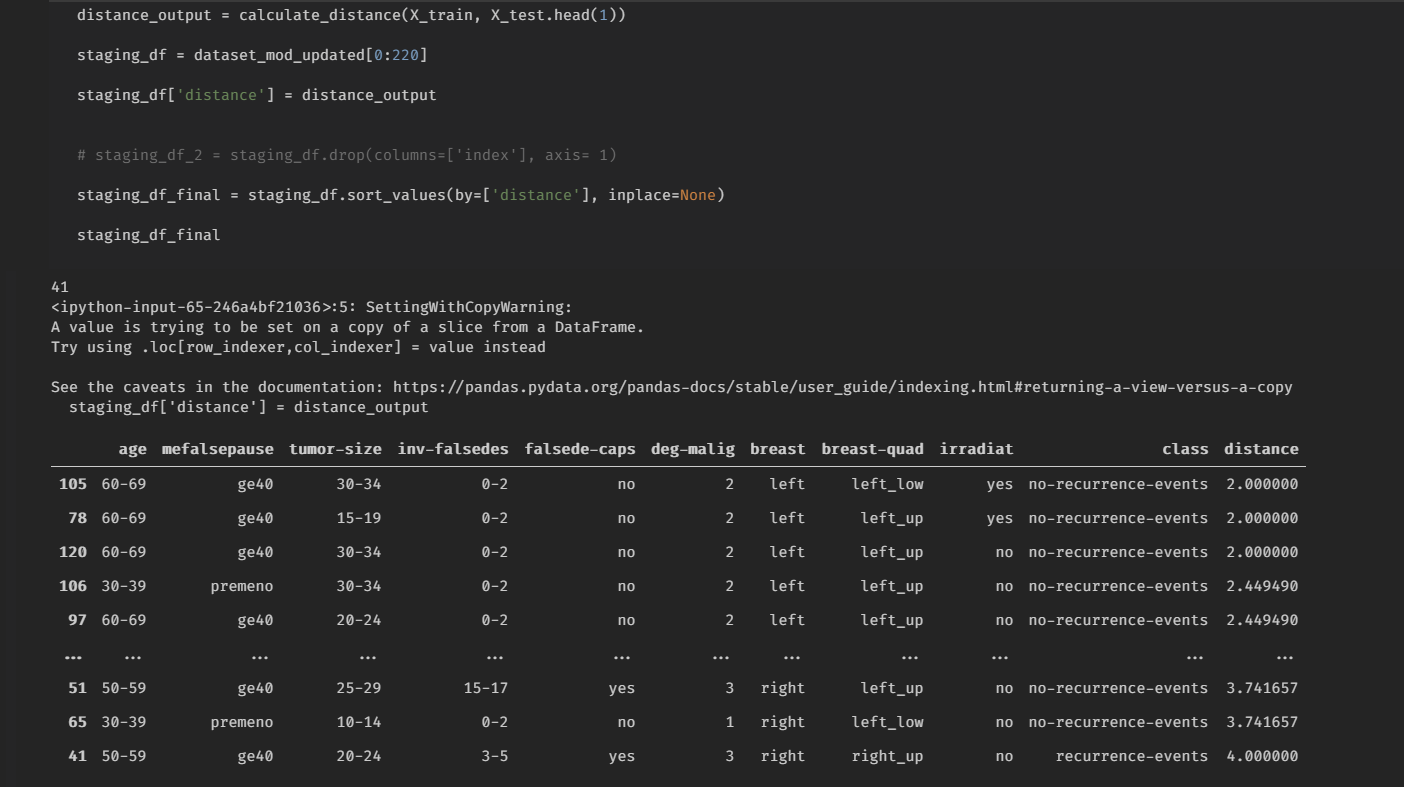 distance_output = calculate_distance(X_train, X_test.head(1))
staging_df = dataset_mod_updated[0:220]
staging_df['distance'] = distance_output
# staging_df_2 = staging_df.drop(columns=['index'], axis= 1)
staging_df_final = staging_df.sort_values(by=['distance'], inplace=None)
staging_df_final
41
<ipython-input-65-246a4bf21036>:5: SettingWithCopyWarning:
A value is trying to be set on a copy of a slice from a DataFrame.
Try using .loc[row_indexer,col_indexer] = value instead
See the caveats in the documentation: https://pandas.pydata.org/pandas-docs/stable/user_guide/indexing.html#returning-a-view-versus-a-copy
staging_df['distance'] = distance_output
age mefalsepause tumor-size inv-falsedes falsede-caps deg-malig breast breast-quad irradiat class distance
105 60-69 ge40 30-34 0-2 no 2 left left_low yes no-recurrence-events 2.000000
78 60-69 ge40 15-19 0-2 no 2 left left_up yes no-recurrence-events 2.000000
120 60-69 ge40 30-34 0-2 no 2 left left_up no no-recurrence-events 2.000000
106 30-39 premeno 30-34 0-2 no 2 left left_up no no-recurrence-events 2.449490
97 60-69 ge40 20-24 0-2 no 2 left left_up no no-recurrence-events 2.449490
... ... ... ... ... ... ... ... ... ... ... ...
51 50-59 ge40 25-29 15-17 yes 3 right left_up no no-recurrence-events 3.741657
65 30-39 premeno 10-14 0-2 no 1 right left_low no no-recurrence-events 3.741657
41 50-59 ge40 20-24 3-5 yes 3 right right_up no recurrence-events 4.000000